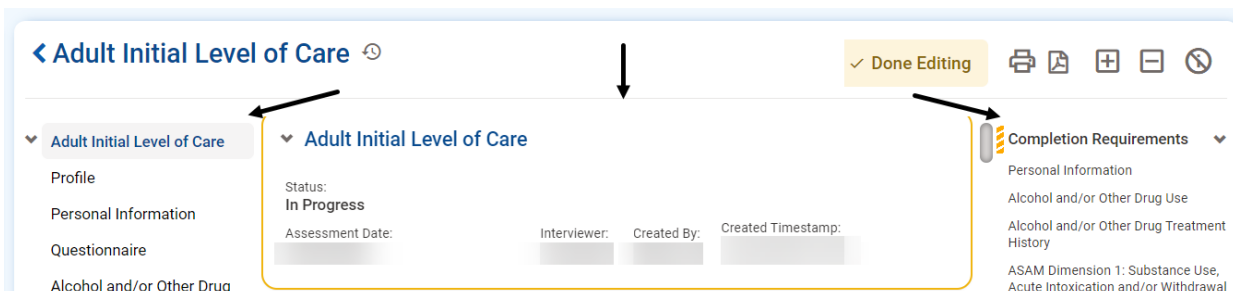 Adult Initial Level of Care
Done Editing
Adult Initial Level of Care
Profile
Personal Information
Questionnaire
Alcohol and/or Other Drug
Adult Initial Level of Care
Status:
In Progress
Assessment Date:
Interviewer:
Created By:
Created Timestamp:
Completion Requirements
Personal Information
Alcohol and/or Other Drug Use
Alcohol and/or Other Drug Treatment
History
ASAM Dimension 1: Substance Use,
Acute Intoxication and/or Withdrawal